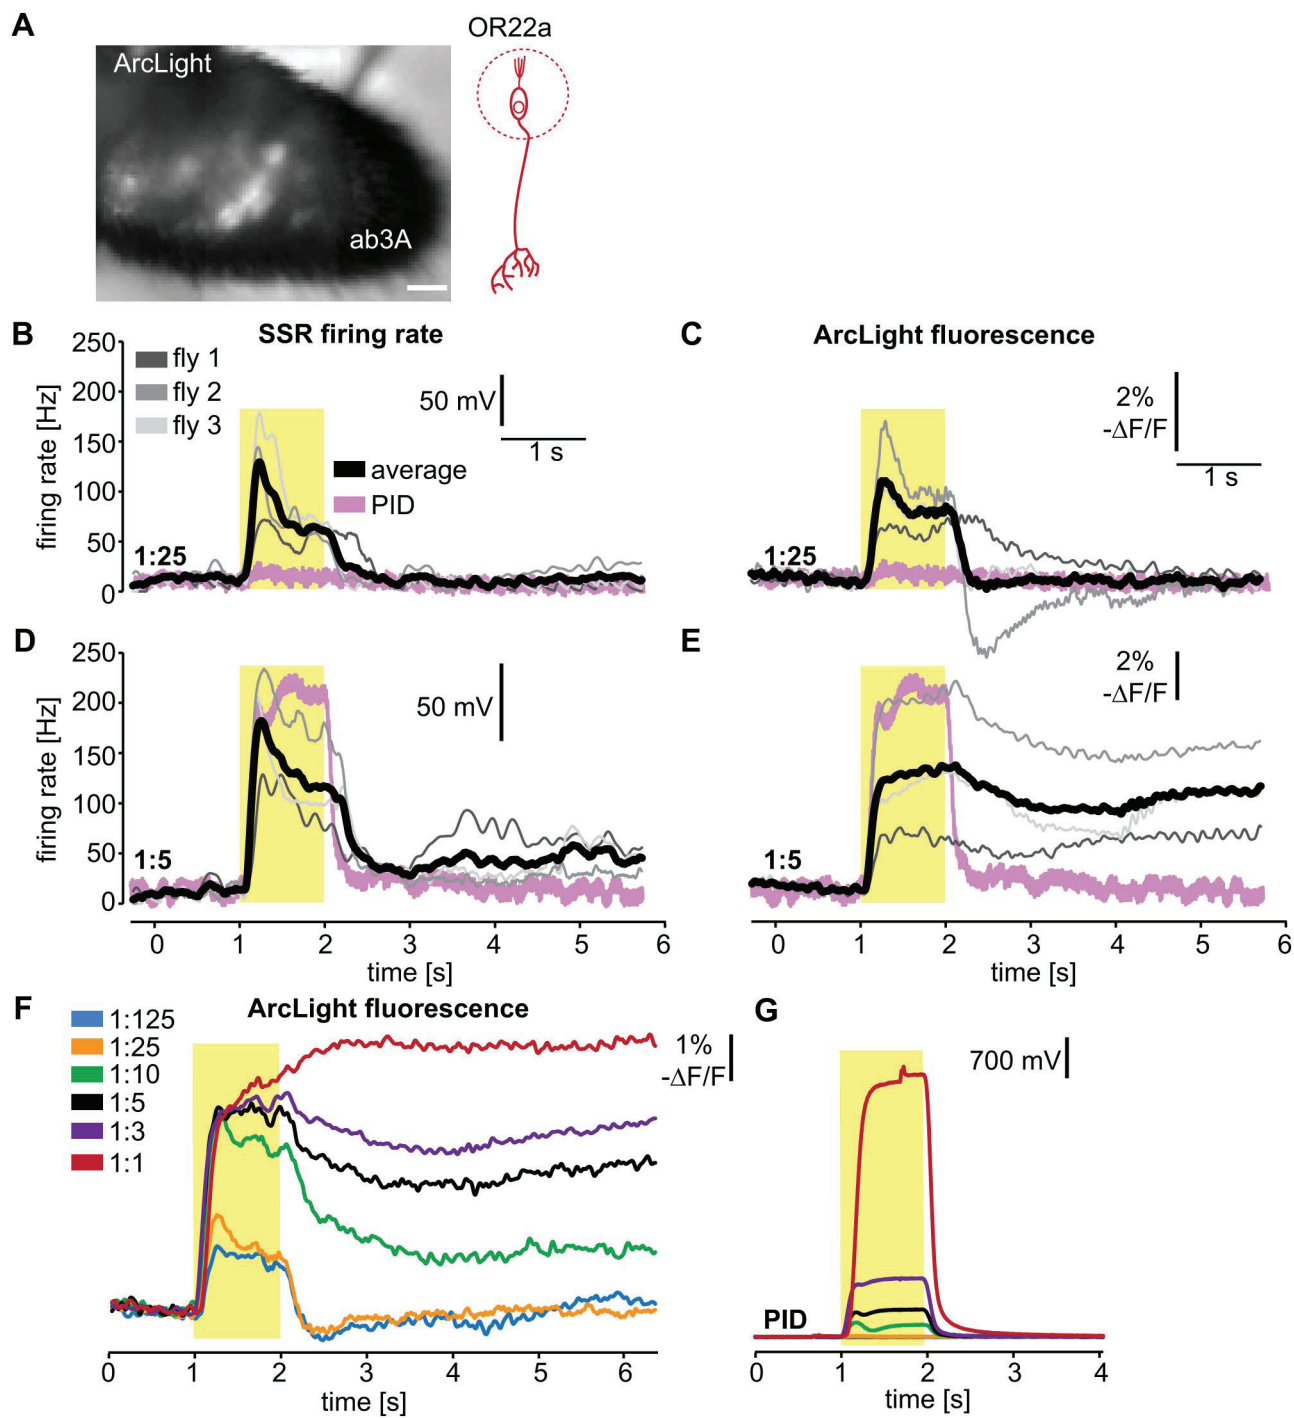 A
OR22a
ArcLight
ab3A
B
SSR firing rate
C
ArcLight fluorescence
250
200
150
100
50
0
firing rate [Hz]
fly 1
fly 2
fly 3
50 mV
1 s
average
PID
1:25
2%
-ΔF/F
1 s
1:25
D
E
250
200
150
100
50
0
firing rate [Hz]
50 mV
1:5
2%
-ΔF/F
1:5
0 1 2 3 4 5 6
time [s]
0 1 2 3 4 5 6
time [s]
F
ArcLight fluorescence
G
1:125
1:25
1:10
1:5
1:3
1:1
1%
-ΔF/F
700 mV
PID
0 1 2 3 4 5 6
time [s]
0 1 2 3 4
time [s]